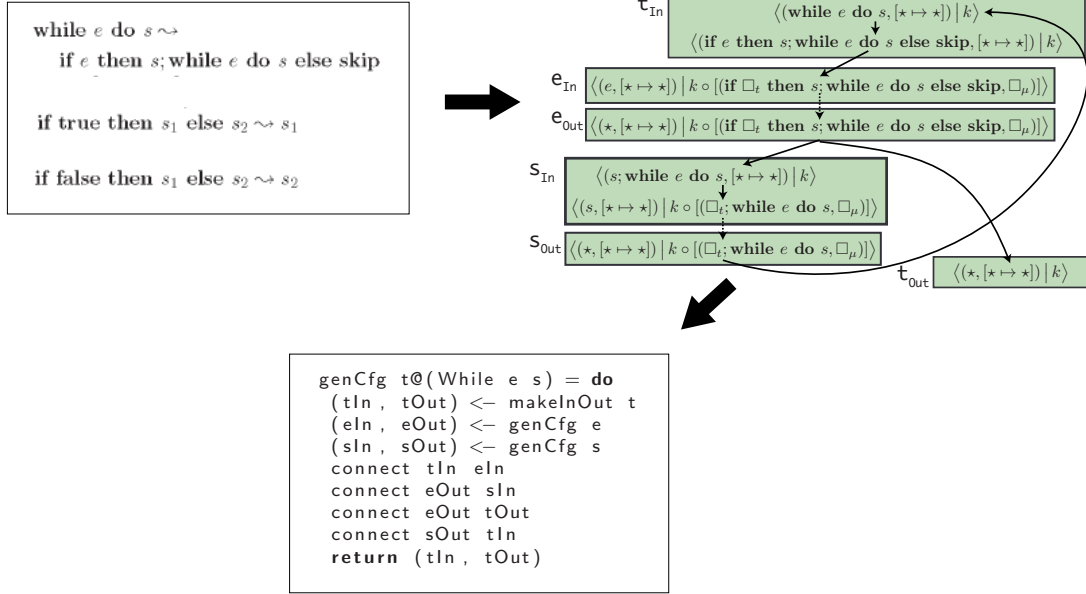 while e do s ⇝
if e then s; while e do s else skip
if true then s₁ else s₂ ⇝ s₁
if false then s₁ else s₂ ⇝ s₂
t_In
⟨(while e do s, [⋆ ↦ ⋆]) | k⟩
⟨(if e then s; while e do s else skip, [⋆ ↦ ⋆]) | k⟩
e_In ⟨(e, [⋆ ↦ ⋆]) | k ∘ [(if □ₜ then s; while e do s else skip, □_μ)]⟩
e_Out ⟨(⋆, [⋆ ↦ ⋆]) | k ∘ [(if □ₜ then s; while e do s else skip, □_μ)]⟩
s_In ⟨(s; while e do s, [⋆ ↦ ⋆]) | k⟩
⟨(s, [⋆ ↦ ⋆]) | k ∘ [(□ₜ; while e do s, □_μ)]⟩
s_Out ⟨(⋆, [⋆ ↦ ⋆]) | k ∘ [(□ₜ; while e do s, □_μ)]⟩
t_Out ⟨(⋆, [⋆ ↦ ⋆]) | k⟩
genCfg t@(While e s) = do
(tIn, tOut) <- makeInOut t
(eIn, eOut) <- genCfg e
(sIn, sOut) <- genCfg s
connect tIn eIn
connect eOut sIn
connect eOut tOut
connect sOut tIn
return (tIn, tOut)